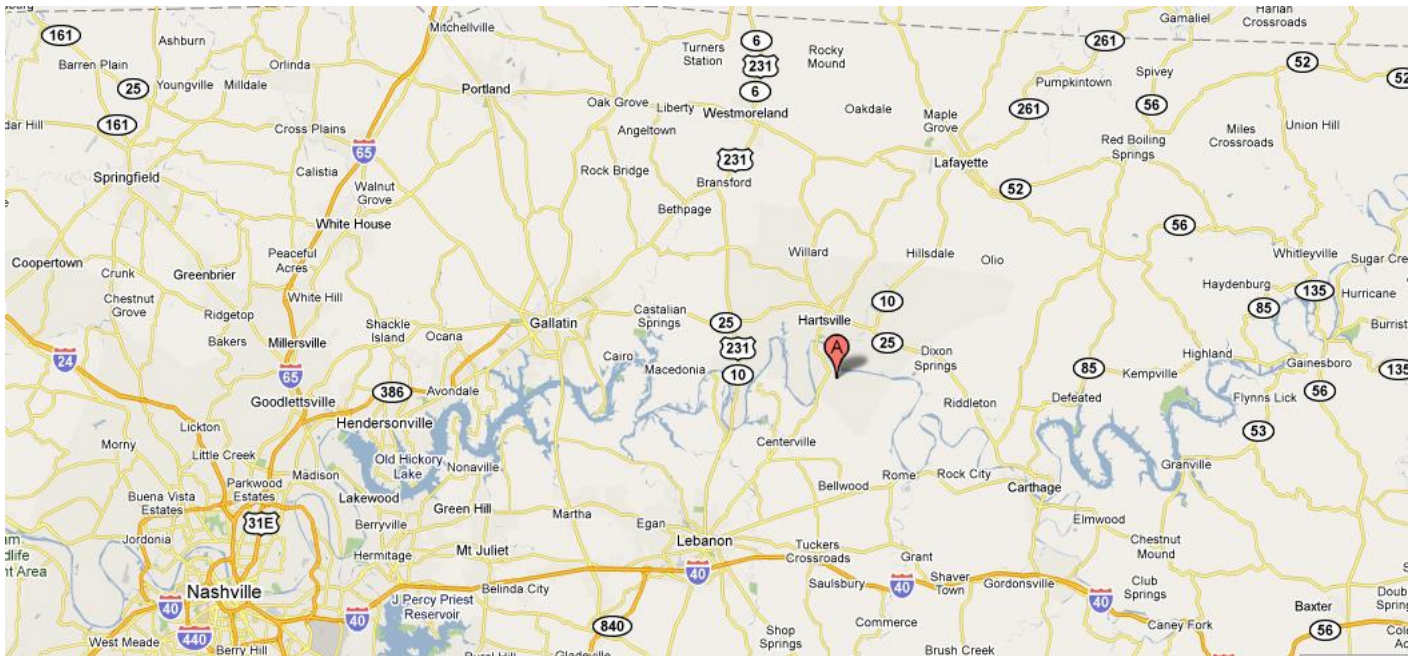 161
Ashburn
Barren Plain
Youngville
Milldale
Orlinda
25
161
Cross Plains
Springfield
Calistia
65
Walnut
Grove
White House
Mitchellville
Portland
Turners
Station
6
231
6
Rocky
Mound
Oak Grove
Liberty
Angeltown
Westmoreland
Oakdale
Rock Bridge
231
Bransford
Bethpage
Gamaliel
Harlan
Crossroads
261
Pumpkintown
Spivey
52
52
261
56
Maple
Grove
Lafayette
Red Boiling
Springs
Miles
Crossroads
Union Hill
52
56
Coopertown
Crunk
Greenbrier
Peaceful
Acres
Chestnut
Grove
White Hill
Ridgetop
Bakers
Millersville
24
65
Goodlettsville
Shackle
Island
Ocana
Gallatin
Castalian
Springs
25
231
10
Cairo
Macedonia
Willard
Hillsdale
Olio
10
Hartsville
A
25
Dixon
Springs
Whitleyville
Sugar Cre
Haydenburg
135
Hurricane
85
Burrist
Highland
Gainesboro
135
85
Kempville
56
Flynns Lick
Defeated
53
Riddleton
386
Avondale
Hendersonville
Lickton
Morny
Little Creek
Old Hickory
Lake
Nonaville
Madison
Parkwood
Estates
Lakewood
Buena Vista
Estates
31E
Green Hill
Berryville
Jordonia
Hermitage
Mt Juliet
Martha
Egan
Lebanon
Centerville
Bellwood
Rome
Rock City
Carthage
Granville
Elmwood
Chestnut
Mound
Tuckers
Crossroads
Grant
40
Belinda City
Saulsbury
40
Shaver
Town
Gordonsville
40
Club
Springs
Nashville
40
40
J Percy Priest
Reservoir
440
West Meade
Berry Hill
840
Shop
Springs
Commerce
Brush Creek
Caney Fork
Baxter
56